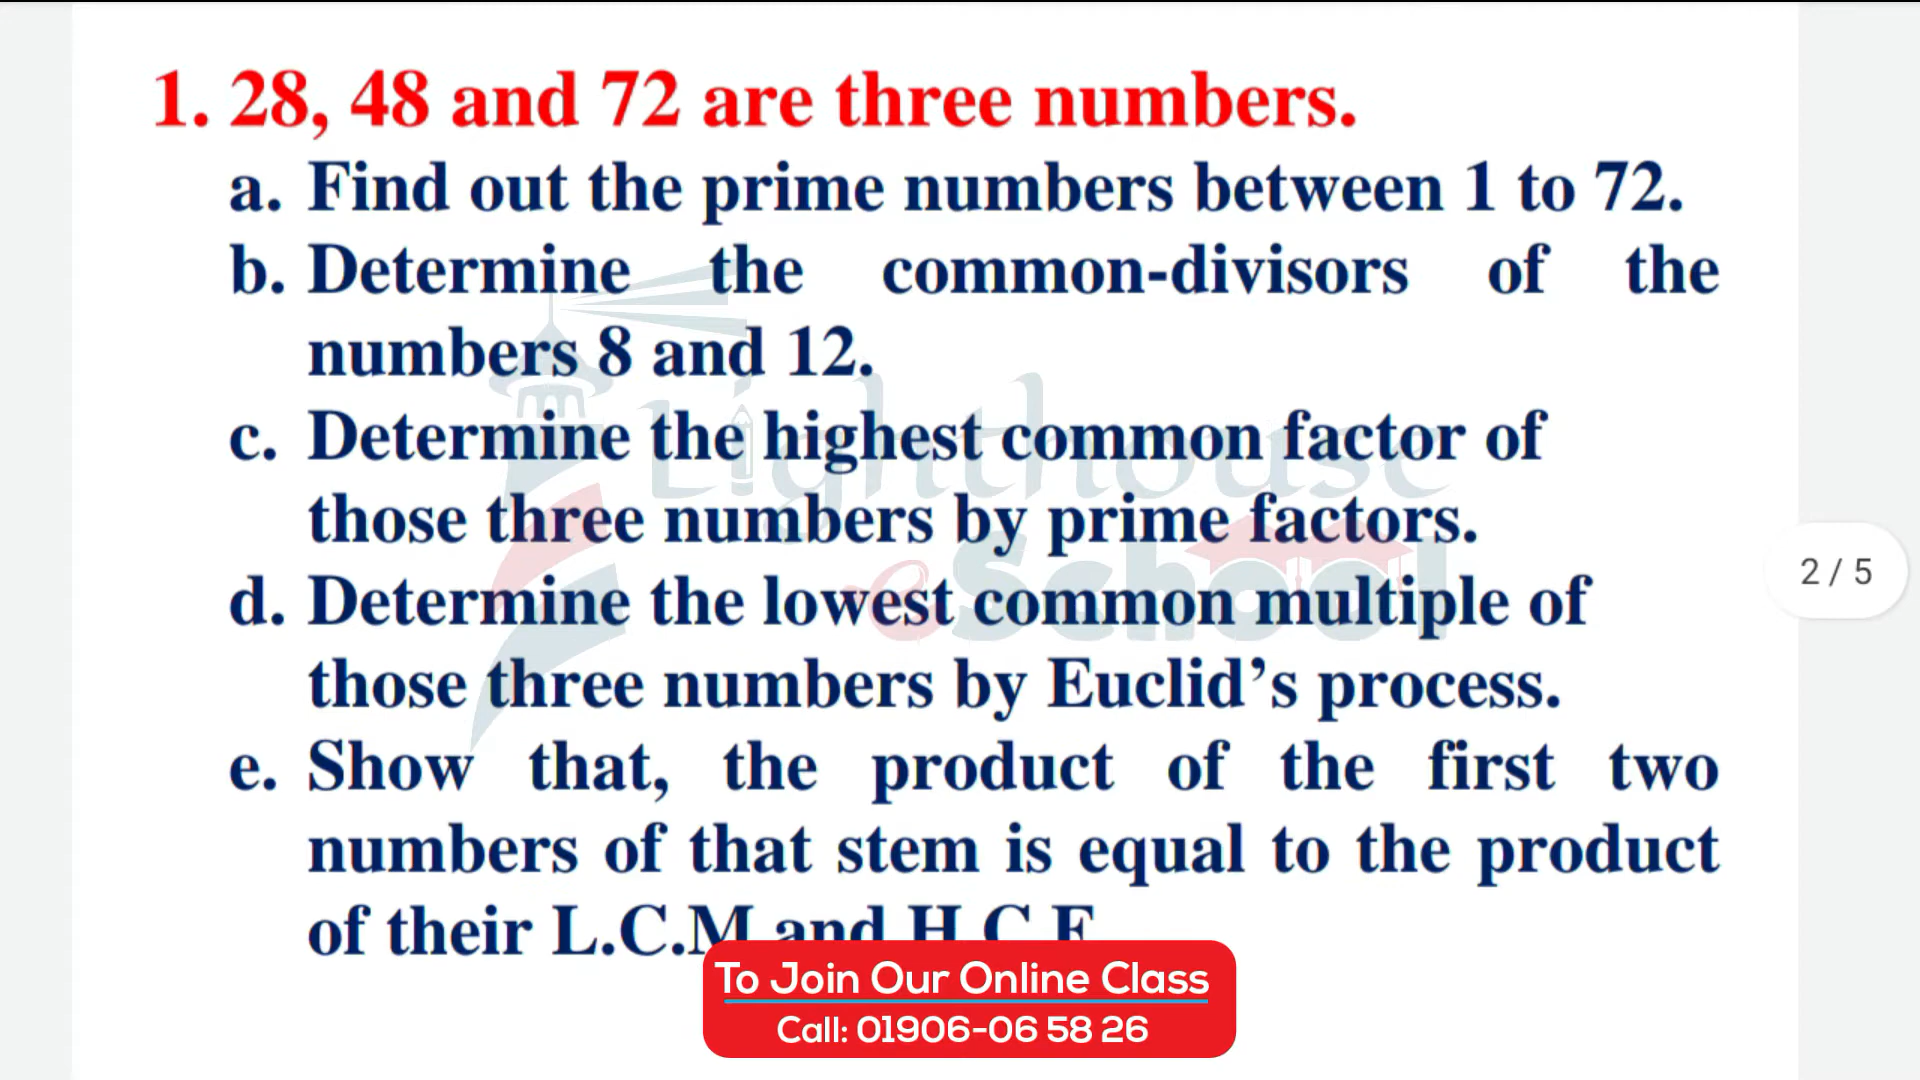 1. 28, 48 and 72 are three numbers.
a. Find out the prime numbers between 1 to 72.
b. Determine the common-divisors of the
numbers 8 and 12.
c. Determine the highest common factor of
those three numbers by prime factors.
d. Determine the lowest common multiple of
those three numbers by Euclid’s process.
e. Show that, the product of the first two
numbers of that stem is equal to the product
of their L.C.M and H.C.F
Lighthouse
eSchool
2 / 5
To Join Our Online Class
Call: 01906-06 58 26